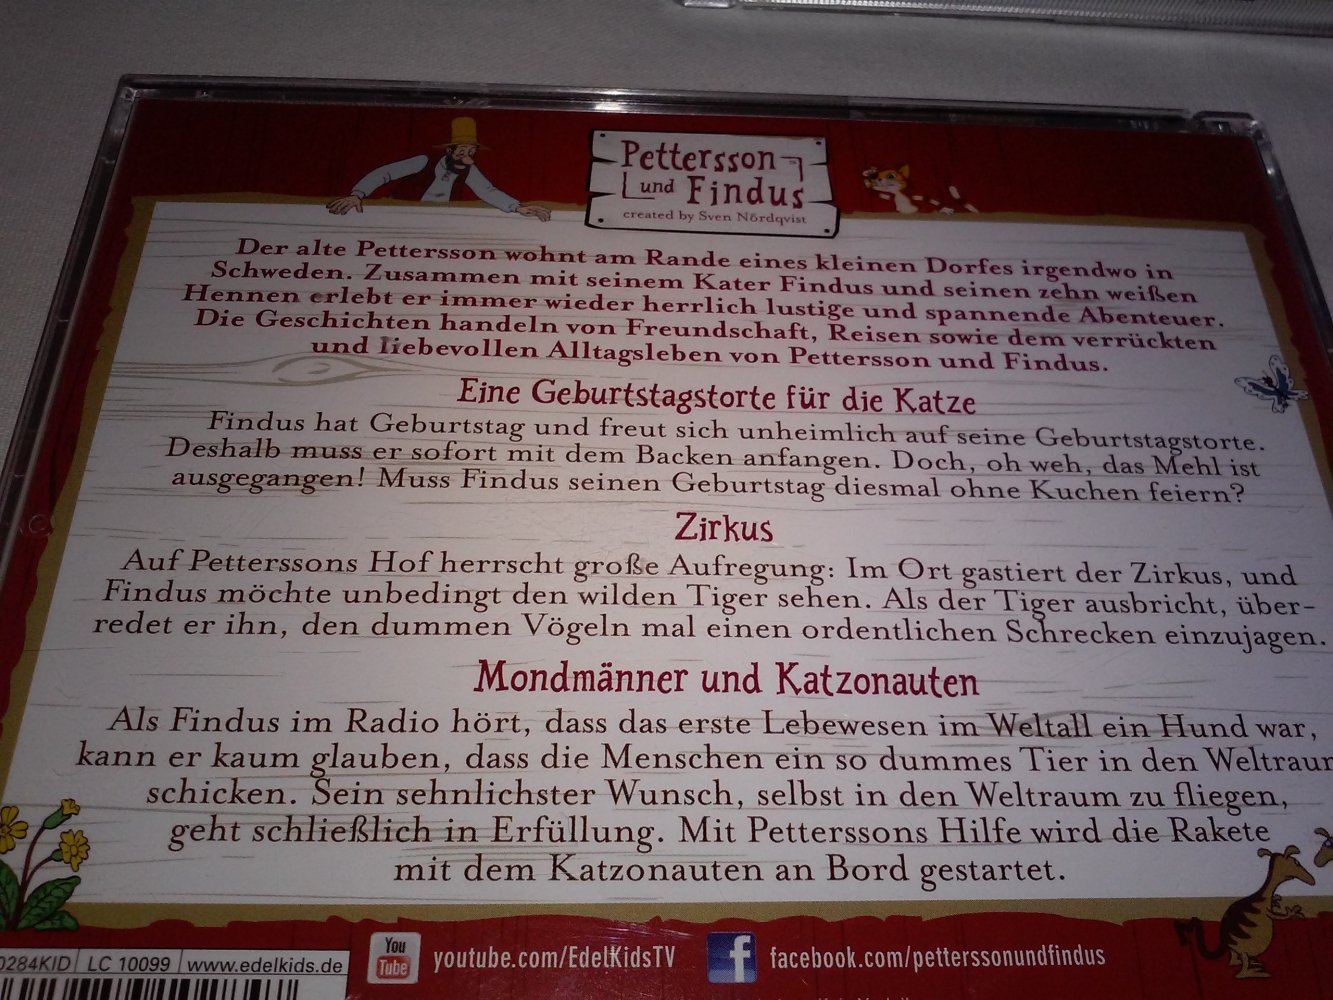 Pettersson
und Findus
created by Sven Nordqvist
Der alte Pettersson wohnt am Rande eines kleinen Dorfes irgendwo in
Schweden. Zusammen mit seinem Kater Findus und seinen zehn weißen
Hennen erlebt er immer wieder herrlich lustige und spannende Abenteuer.
Die Geschichten handeln von Freundschaft, Reisen sowie dem verrückten
und liebevollen Alltagsleben von Pettersson und Findus.
Eine Geburtstagstorte für die Katze
Findus hat Geburtstag und freut sich unheimlich auf seine Geburtstagstorte.
Deshalb muss er sofort mit dem Backen anfangen. Doch, oh weh, das Mehl ist
ausgegangen! Muss Findus seinen Geburtstag diesmal ohne Kuchen feiern?
Zirkus
Auf Petterssons Hof herrscht große Aufregung: Im Ort gastiert der Zirkus, und
Findus möchte unbedingt den wilden Tiger sehen. Als der Tiger ausbricht, über-
redet er ihn, den dummen Vögeln mal einen ordentlichen Schrecken einzujagen.
Mondmänner und Katzonauten
Als Findus im Radio hört, dass das erste Lebewesen im Weltall ein Hund war,
kann er kaum glauben, dass die Menschen ein so dummes Tier in den Weltraum
schicken. Sein sehnlichster Wunsch, selbst in den Weltraum zu fliegen,
geht schließlich in Erfüllung. Mit Petterssons Hilfe wird die Rakete
mit dem Katzonauten an Bord gestartet.
0284KID LC 10099 www.edelkids.de
You Tube youtube.com/EdelKidsTV
f facebook.com/petterssonundfindus